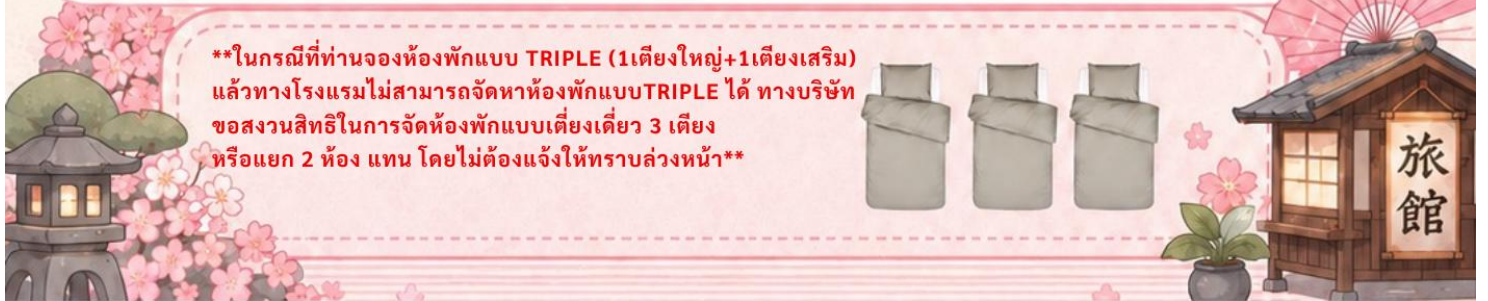 **ในกรณีที่ท่านจองห้องพักแบบ TRIPLE (1เตียงใหญ่+1เตียงเสริม)
แล้วทางโรงแรมไม่สามารถจัดหาห้องพักแบบTRIPLE ได้ ทางบริษัท
ขอสงวนสิทธิในการจัดห้องพักแบบเตี่ยงเดี่ยว 3 เตียง
หรือแยก 2 ห้อง แทน โดยไม่ต้องแจ้งให้ทราบล่วงหน้า**
旅館